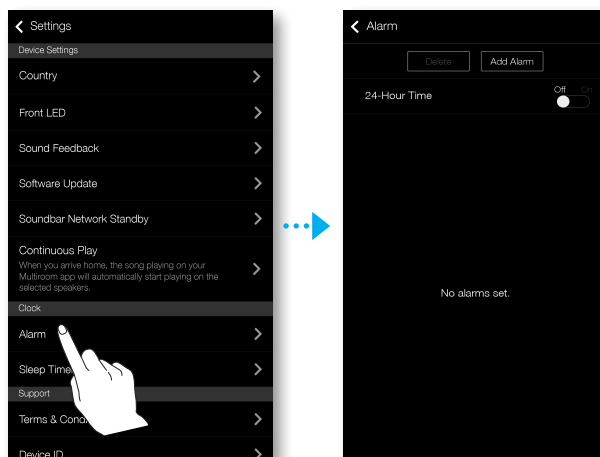 Settings
Device Settings
Country
Front LED
Sound Feedback
Software Update
Soundbar Network Standby
Continuous Play
When you arrive home, the song playing on your
Multiroom app will automatically start playing on the
selected speakers.
Clock
Alarm
Sleep Time
Support
Terms & Cond
Device ID
Alarm
Delete
Add Alarm
24-Hour Time
Off On
No alarms set.